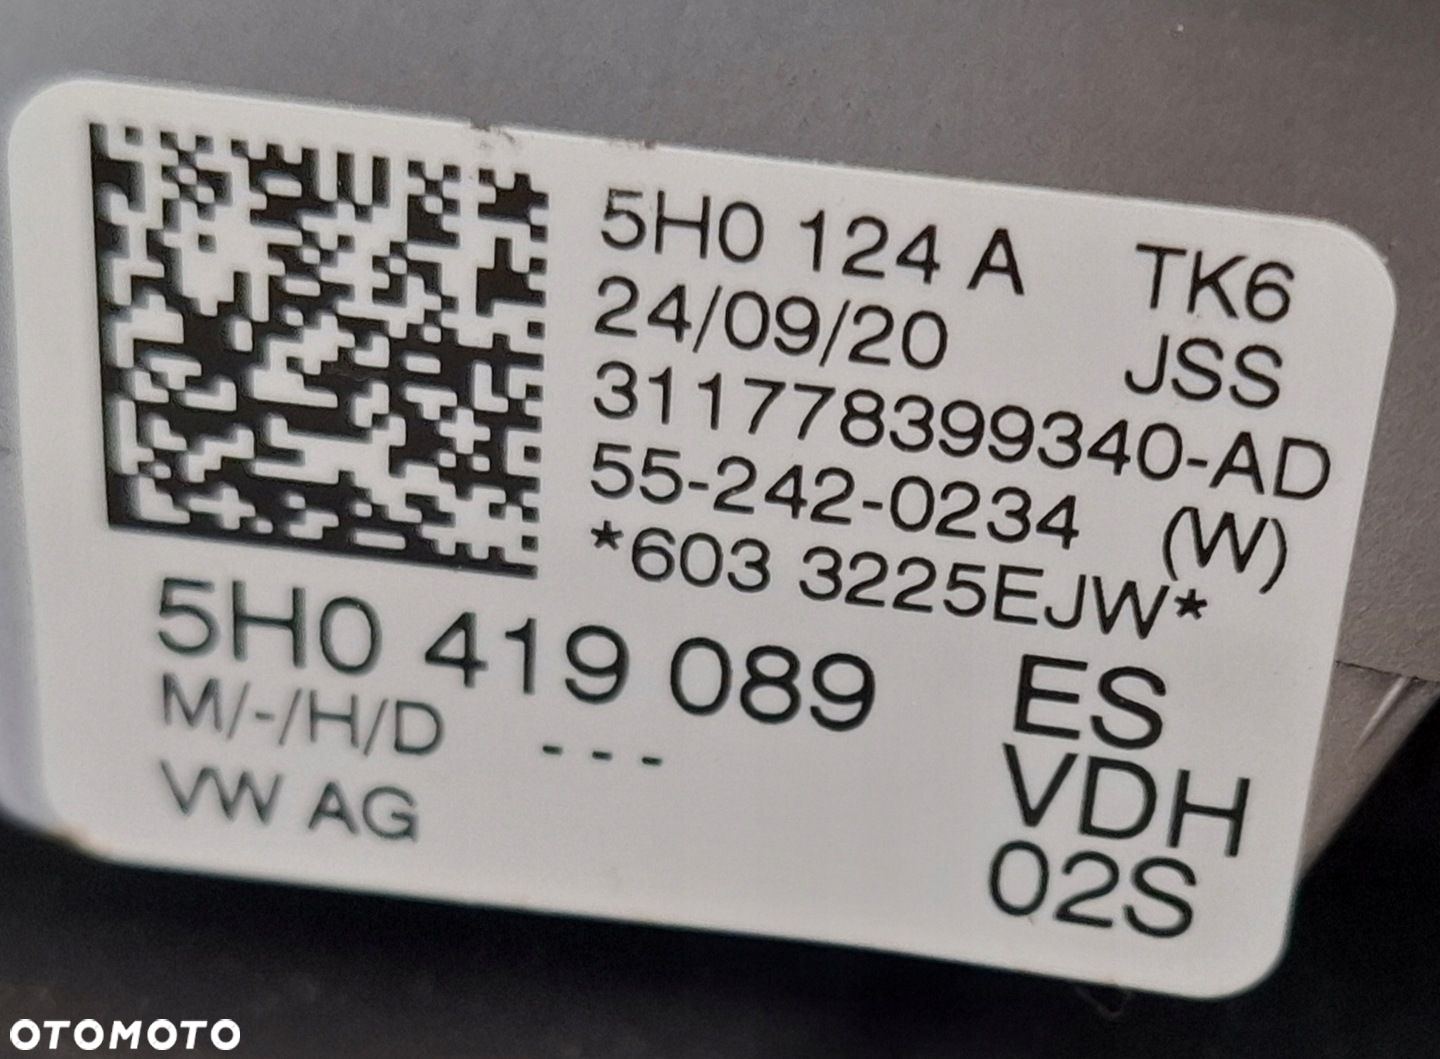 5H0 124 A TK6
24/09/20 JSS
311778399340-AD
55-242-0234 (W)
*603 3225EJW*
5H0 419 089 ES
M/-/H/D --- VDH
VW AG 02S
OTOMOTO